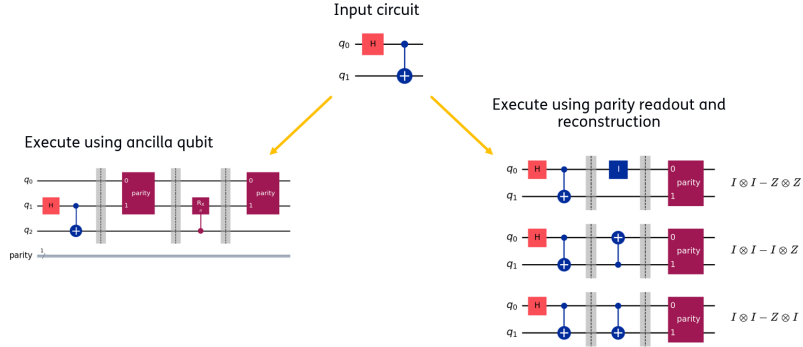 Input circuit
q0
H
q1
Execute using ancilla qubit
q0
0
parity
0
parity
q1
H
1
1
q2
parity
1
Execute using parity readout and
reconstruction
q0
H
I
0
parity
q1
1
I ⊗ I − Z ⊗ Z
q0
H
0
parity
q1
1
I ⊗ I − I ⊗ Z
q0
H
0
parity
q1
1
I ⊗ I − Z ⊗ I